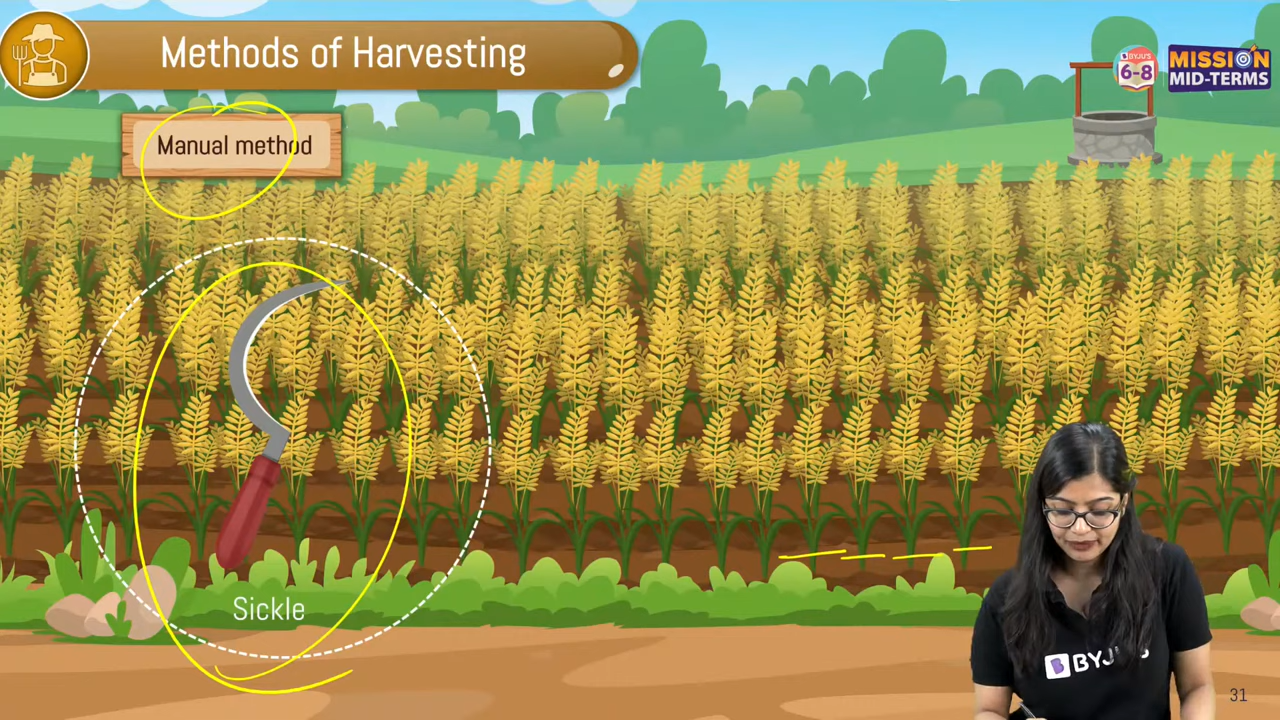 Methods of Harvesting
BYJU'S
6-8
MISSION
MID-TERMS
Manual method
Sickle
31